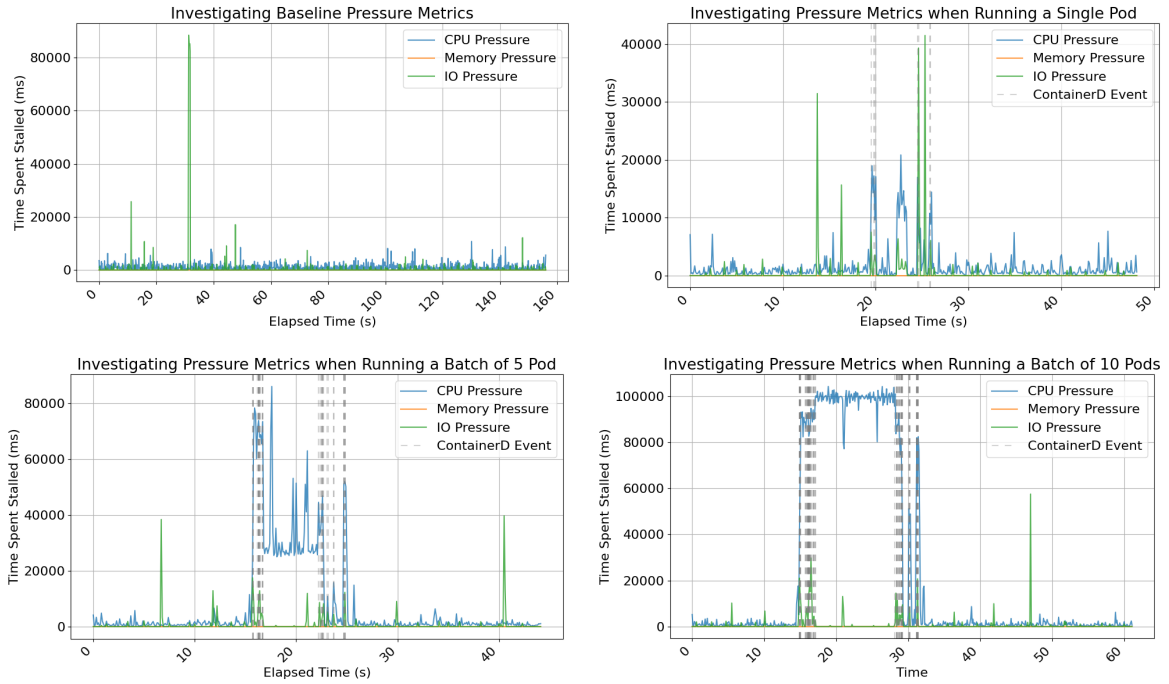 Investigating Baseline Pressure Metrics
Time Spent Stalled (ms)
80000
60000
40000
20000
0
CPU Pressure
Memory Pressure
IO Pressure
0 20 40 60 80 100 120 140 160
Elapsed Time (s)
Investigating Pressure Metrics when Running a Single Pod
Time Spent Stalled (ms)
40000
30000
20000
10000
0
CPU Pressure
Memory Pressure
IO Pressure
ContainerD Event
0 10 20 30 40 50
Elapsed Time (s)
Investigating Pressure Metrics when Running a Batch of 5 Pod
Time Spent Stalled (ms)
80000
60000
40000
20000
0
CPU Pressure
Memory Pressure
IO Pressure
ContainerD Event
0 10 20 30 40
Elapsed Time (s)
Investigating Pressure Metrics when Running a Batch of 10 Pods
Time Spent Stalled (ms)
100000
80000
60000
40000
20000
0
CPU Pressure
Memory Pressure
IO Pressure
ContainerD Event
0 10 20 30 40 50 60
Time